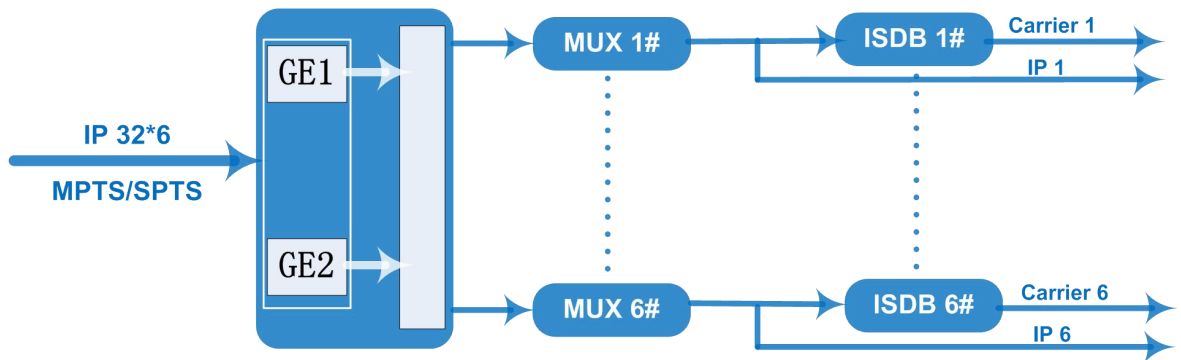 IP 32*6
MPTS/SPTS
GE1
GE2
MUX 1#
ISDB 1#
Carrier 1
IP 1
MUX 6#
ISDB 6#
Carrier 6
IP 6